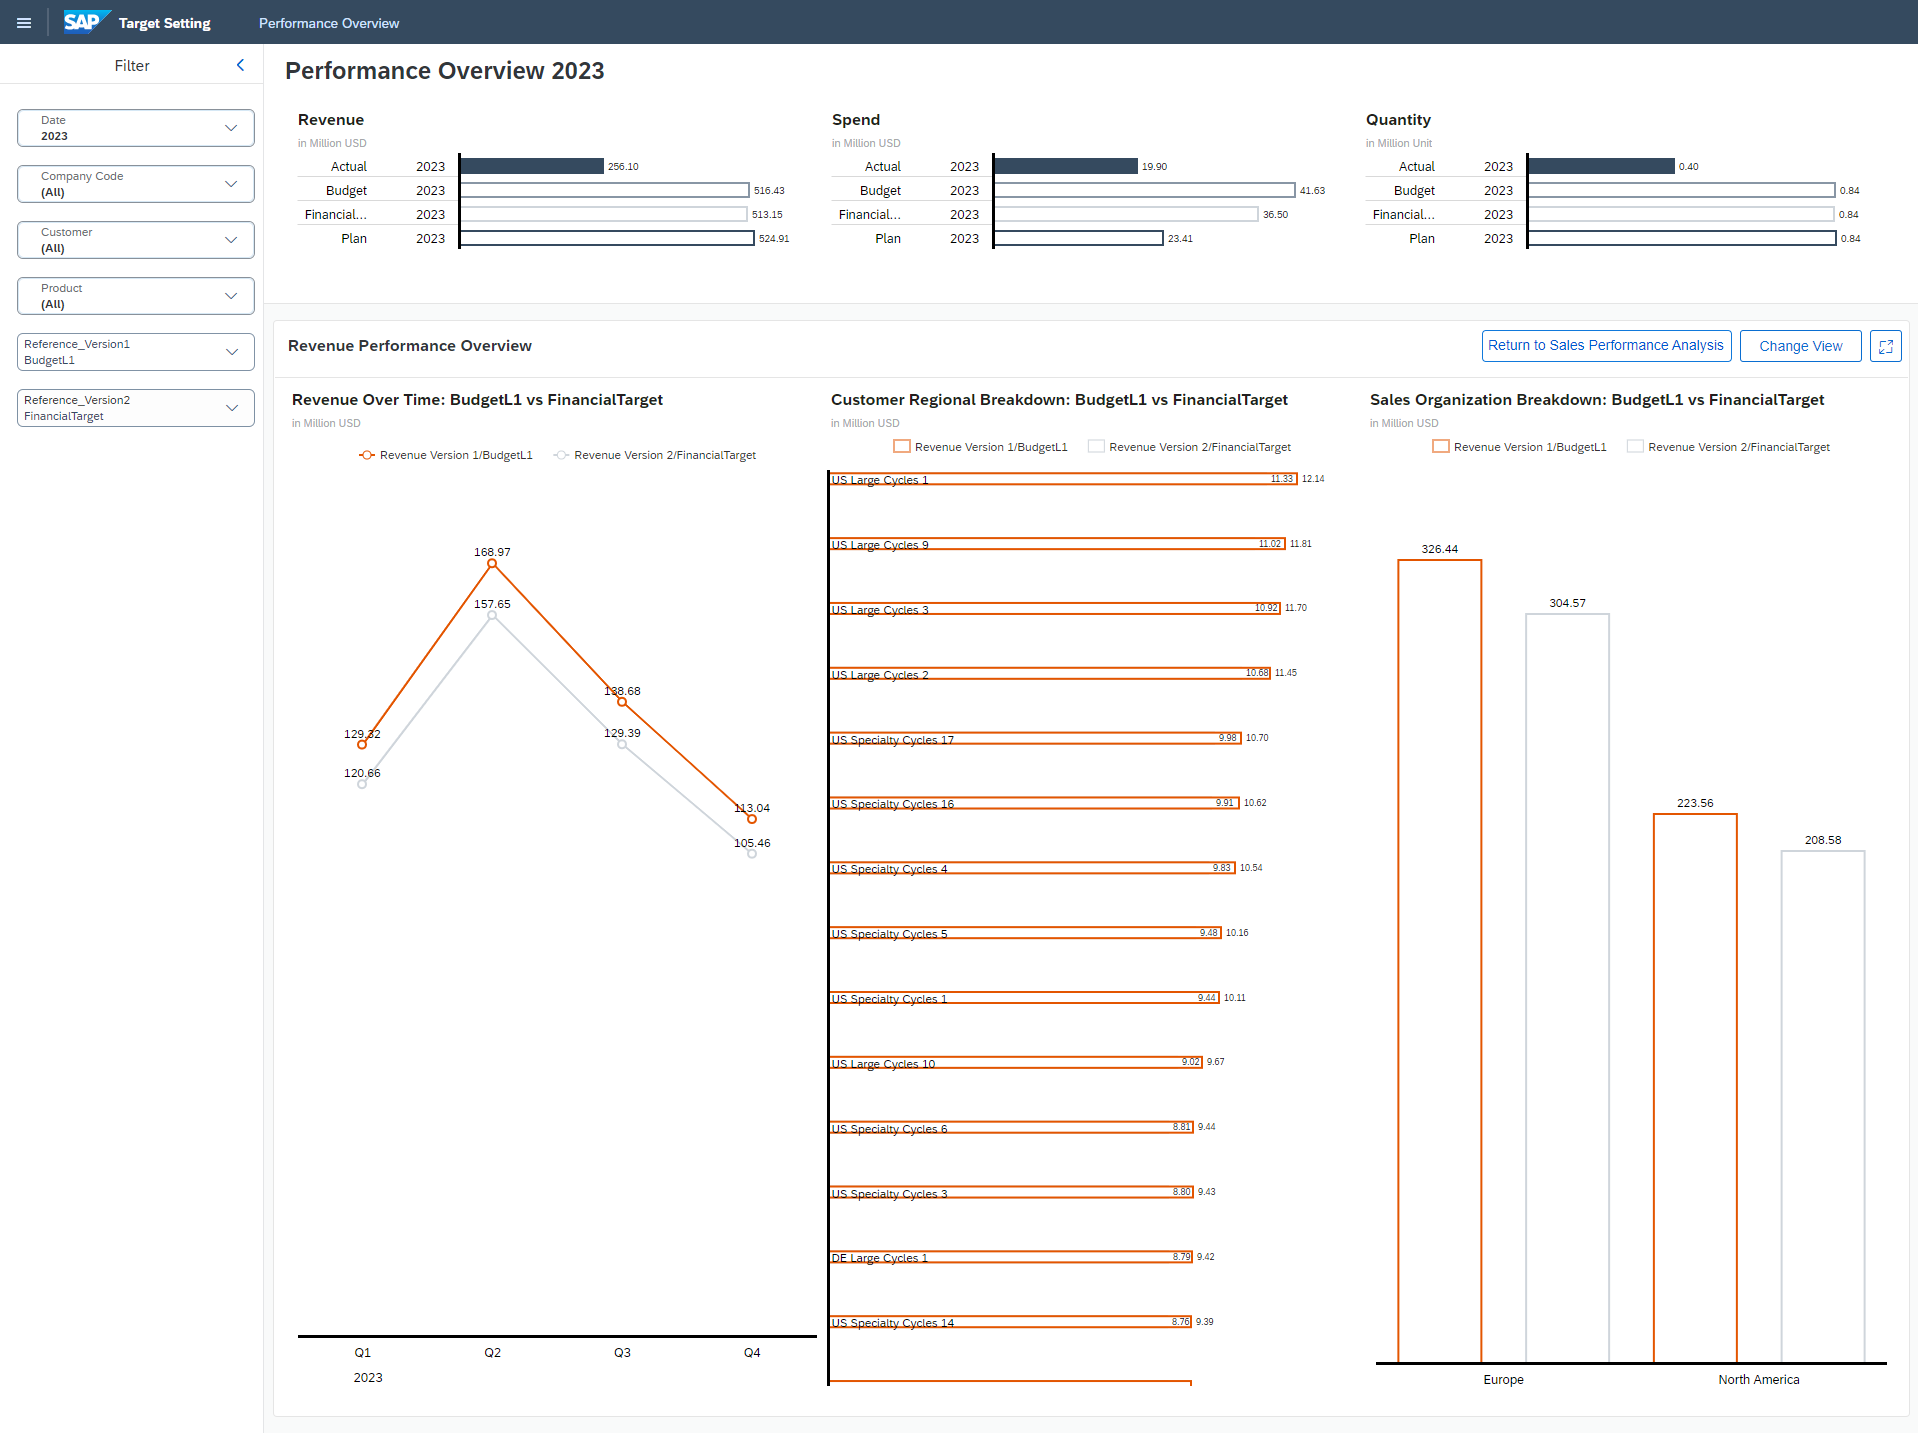 SAP Target Setting Performance Overview
Filter
Date
2023
Company Code
(All)
Customer
(All)
Product
(All)
Reference_Version1
BudgetL1
Reference_Version2
FinancialTarget
Performance Overview 2023
Revenue
in Million USD
Actual 2023 256.10
Budget 2023 516.43
Financial... 2023 513.15
Plan 2023 524.91
Spend
in Million USD
Actual 2023 19.90
Budget 2023 41.63
Financial... 2023 36.50
Plan 2023 23.41
Quantity
in Million Unit
Actual 2023 0.40
Budget 2023 0.84
Financial... 2023 0.84
Plan 2023 0.84
Revenue Performance Overview
Return to Sales Performance Analysis
Change View
Revenue Over Time: BudgetL1 vs FinancialTarget
in Million USD
Revenue Version 1/BudgetL1 Revenue Version 2/FinancialTarget
168.97
157.65
138.68
129.32
129.39
120.66
113.04
105.46
Q1 Q2 Q3 Q4
2023
Customer Regional Breakdown: BudgetL1 vs FinancialTarget
in Million USD
Revenue Version 1/BudgetL1 Revenue Version 2/FinancialTarget
US Large Cycles 1 11.33 12.14
US Large Cycles 9 11.02 11.81
US Large Cycles 3 10.92 11.70
US Large Cycles 2 10.68 11.45
US Specialty Cycles 17 9.98 10.70
US Specialty Cycles 16 9.91 10.62
US Specialty Cycles 4 9.83 10.54
US Specialty Cycles 5 9.48 10.16
US Specialty Cycles 1 9.44 10.11
US Large Cycles 10 9.02 9.67
US Specialty Cycles 6 8.81 9.44
US Specialty Cycles 3 8.80 9.43
DE Large Cycles 1 8.79 9.42
US Specialty Cycles 14 8.76 9.39
Sales Organization Breakdown: BudgetL1 vs FinancialTarget
in Million USD
Revenue Version 1/BudgetL1 Revenue Version 2/FinancialTarget
326.44
304.57
223.56
208.58
Europe North America